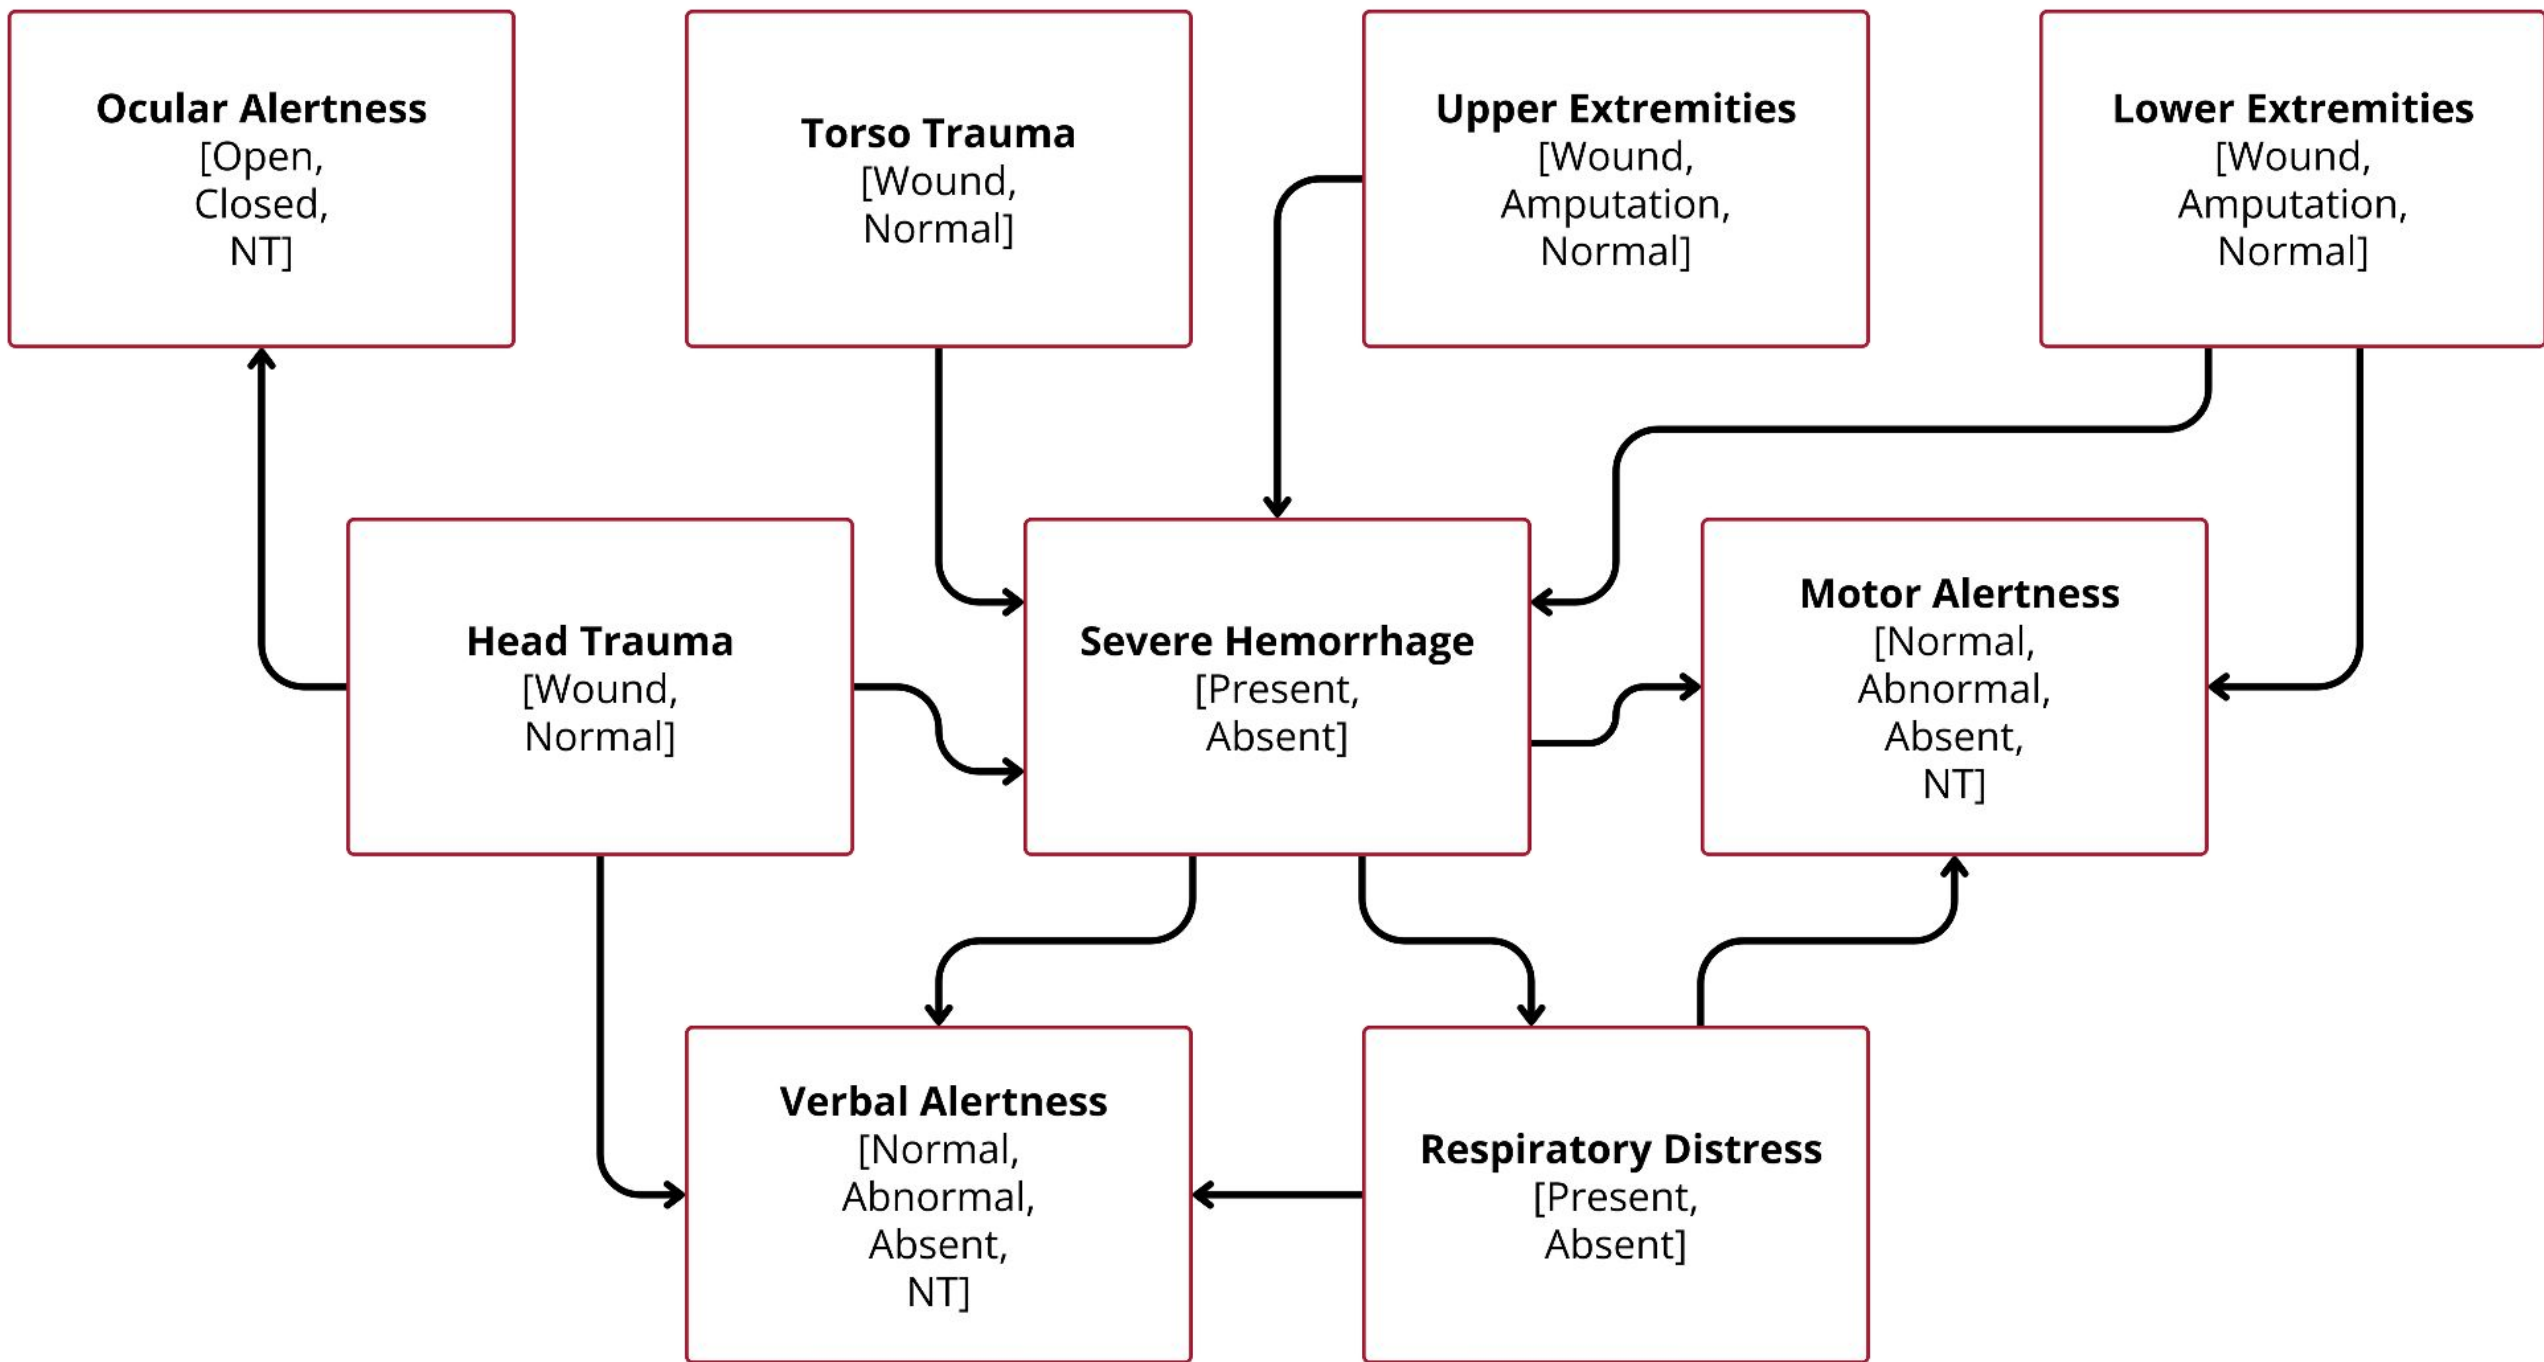 Ocular Alertness
[Open,
Closed,
NT]
Torso Trauma
[Wound,
Normal]
Upper Extremities
[Wound,
Amputation,
Normal]
Lower Extremities
[Wound,
Amputation,
Normal]
Head Trauma
[Wound,
Normal]
Severe Hemorrhage
[Present,
Absent]
Motor Alertness
[Normal,
Abnormal,
Absent,
NT]
Verbal Alertness
[Normal,
Abnormal,
Absent,
NT]
Respiratory Distress
[Present,
Absent]